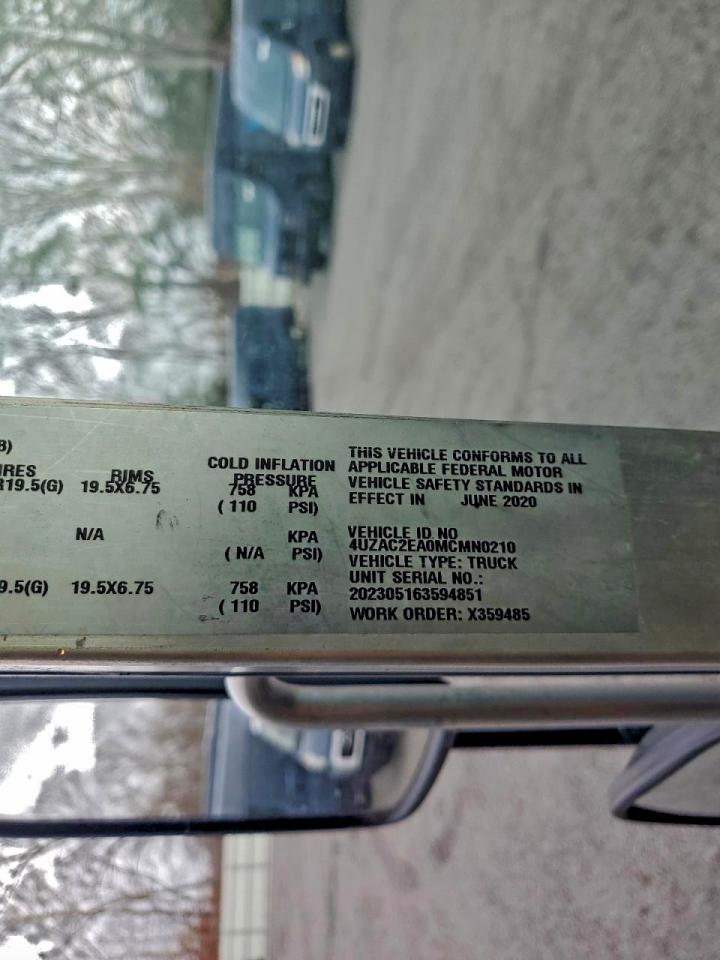 8)
IRES RIMS COLD INFLATION PRESSURE
R19.5(G) 19.5X6.75 758 KPA
(110 PSI)
N/A KPA
(N/A PSI)
9.5(G) 19.5X6.75 758 KPA
(110 PSI)
THIS VEHICLE CONFORMS TO ALL
APPLICABLE FEDERAL MOTOR
VEHICLE SAFETY STANDARDS IN
EFFECT IN JUNE 2020
VEHICLE ID NO
4UZAC2EA0MCMN0210
VEHICLE TYPE: TRUCK
UNIT SERIAL NO.:
202305163594851
WORK ORDER: X359485